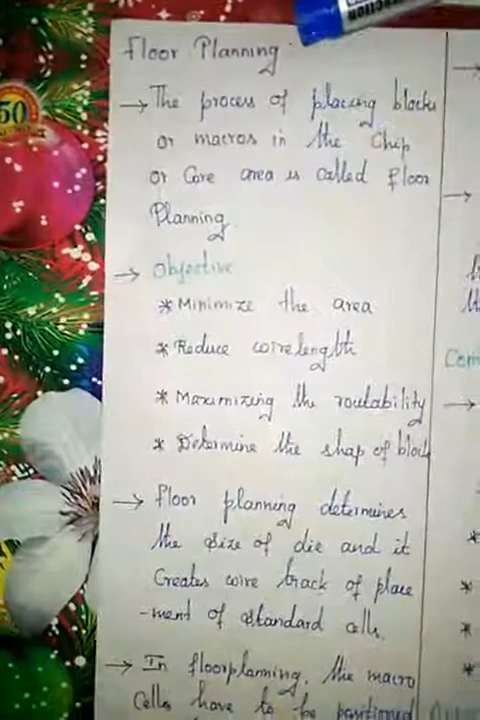 Floor Planning
→ The process of placing blocks
or macros in the Chip
or Core area is called floor
Planning
→ Objective
* Minimize the area
* Reduce wirelength
* Maximizing the routability
* Determine the shap of block
→ Floor planning determines
the size of die and it
Creates wire track of place
-ment of standard cells.
→ In floorplanning, the macro
Cells have to be positioned
50
Com